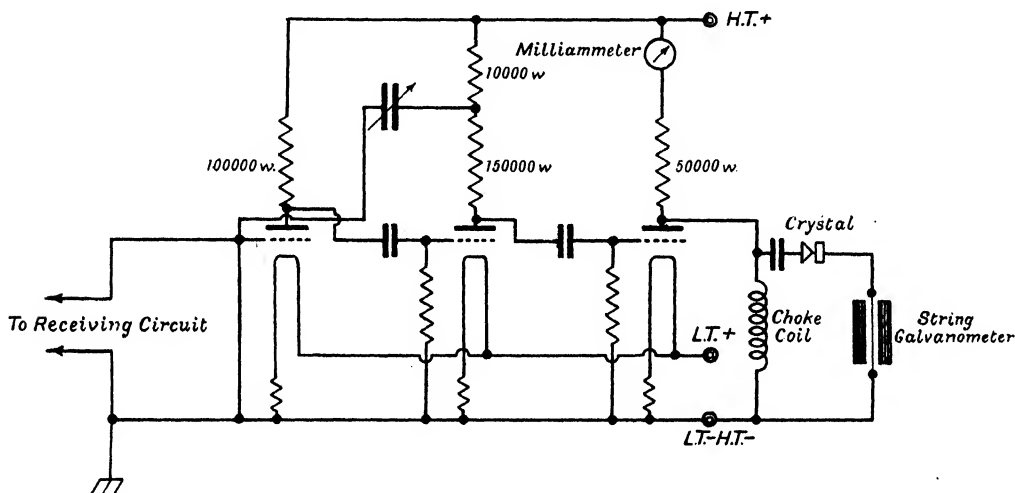 H.T.+
Milliammeter
10000 w
100000 w.
150000 w
50000 w.
Crystal
To Receiving Circuit
L.T.+
Choke
Coil
String
Galvanometer
L.T.-H.T.-